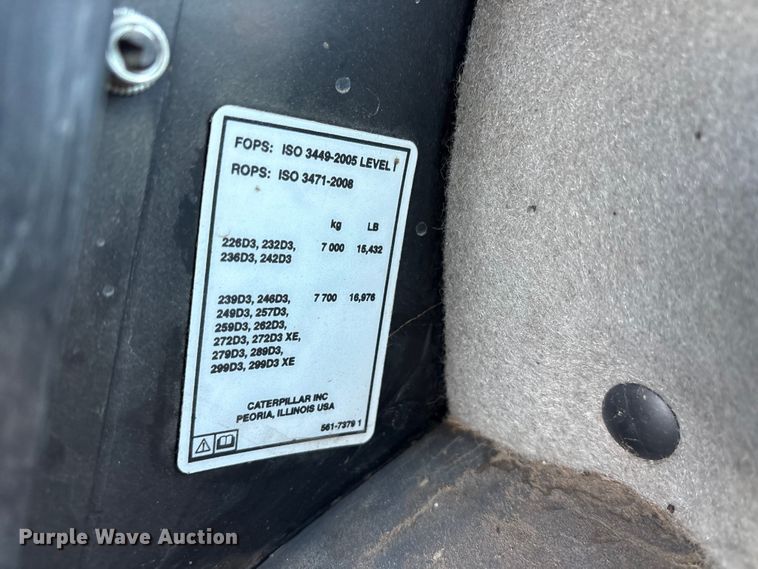 FOPS: ISO 3449-2005 LEVEL I
ROPS: ISO 3471-2008
kg LB
226D3, 232D3, 7 000 15,432
236D3, 242D3
239D3, 246D3, 7 700 16,976
249D3, 257D3,
259D3, 262D3,
272D3, 272D3 XE,
279D3, 289D3,
299D3, 299D3 XE
CATERPILLAR INC
PEORIA, ILLINOIS USA
561-7379 1
Purple Wave Auction